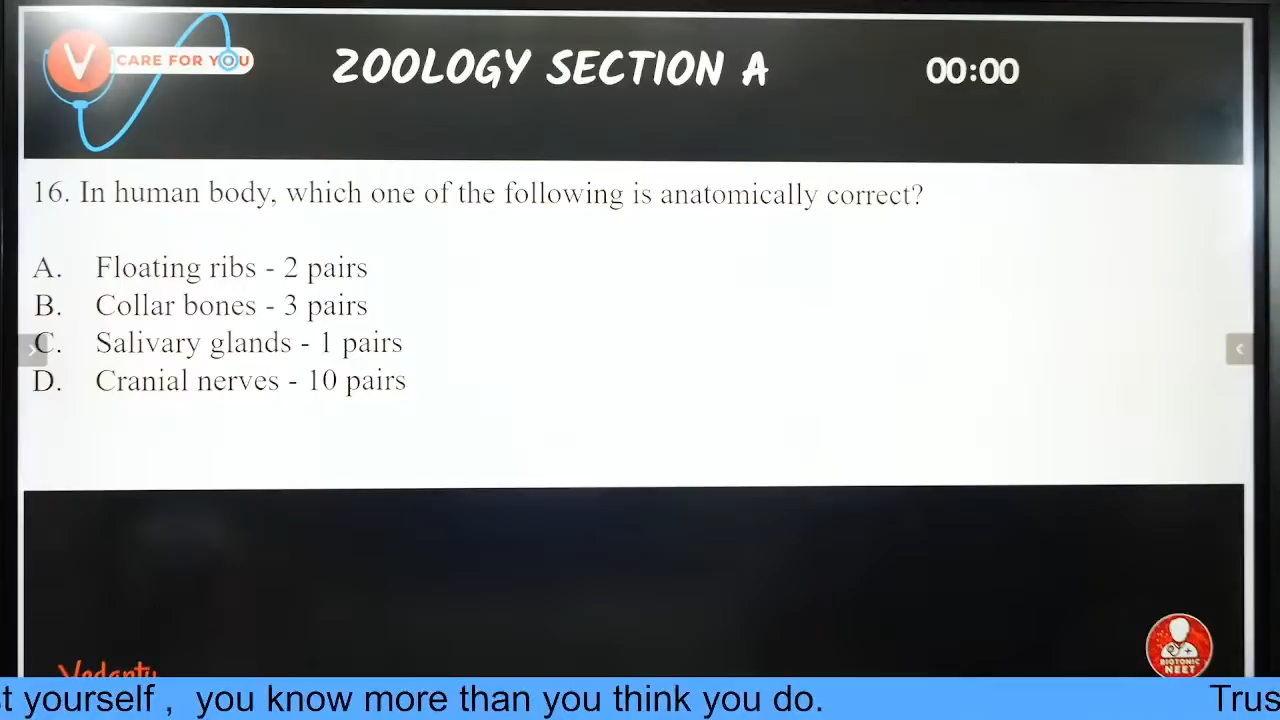 V CARE FOR YOU
ZOOLOGY SECTION A
00:00
16. In human body, which one of the following is anatomically correct?
A. Floating ribs - 2 pairs
B. Collar bones - 3 pairs
C. Salivary glands - 1 pairs
D. Cranial nerves - 10 pairs
BIOTONIC
NEET
yourself , you know more than you think you do.